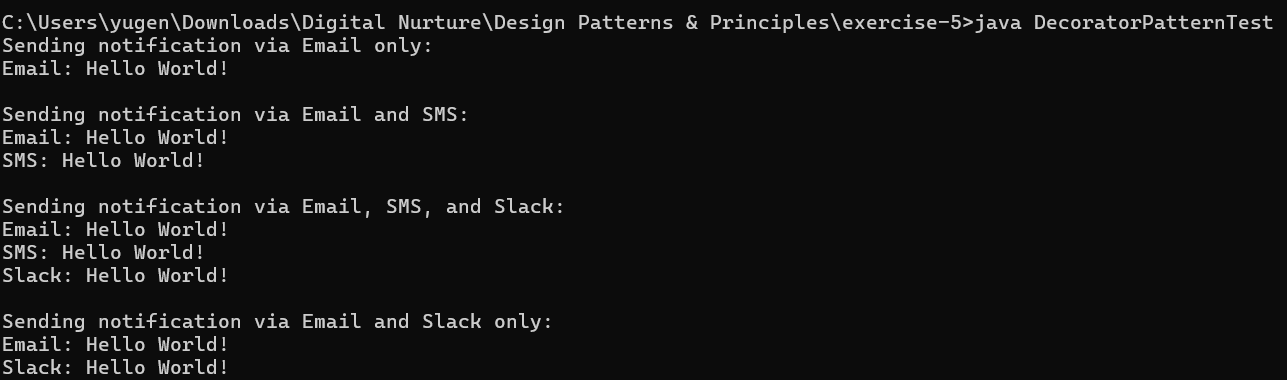 C:\Users\yugen\Downloads\Digital Nurture\Design Patterns & Principles\exercise-5>java DecoratorPatternTest
Sending notification via Email only:
Email: Hello World!
Sending notification via Email and SMS:
Email: Hello World!
SMS: Hello World!
Sending notification via Email, SMS, and Slack:
Email: Hello World!
SMS: Hello World!
Slack: Hello World!
Sending notification via Email and Slack only:
Email: Hello World!
Slack: Hello World!